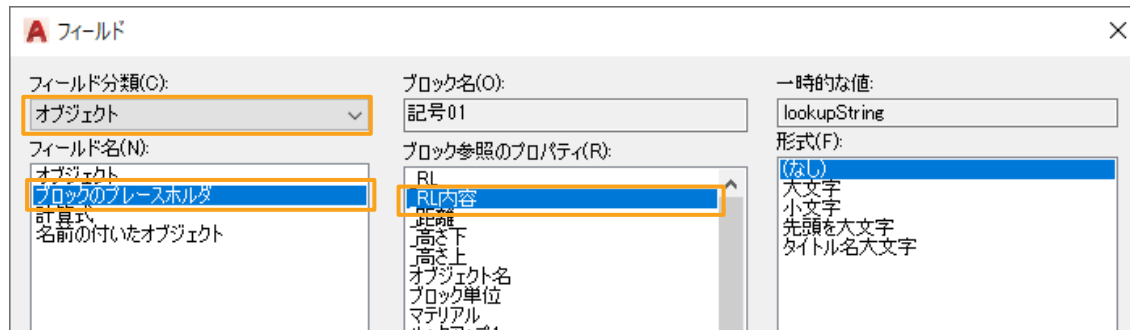 フィールド
フィールド分類(C):
オブジェクト
フィールド名(N):
オブジェクト
ブロックのプレースホルダ
計算式
名前の付いたオブジェクト
ブロック名(O):
記号01
ブロック参照のプロパティ(R):
_RL
_RL内容
_距離
_高さ下
_高さ上
オブジェクト名
ブロック単位
マテリアル
一時的な値:
lookupString
形式(F):
(なし)
大文字
小文字
先頭を大文字
タイトル名大文字